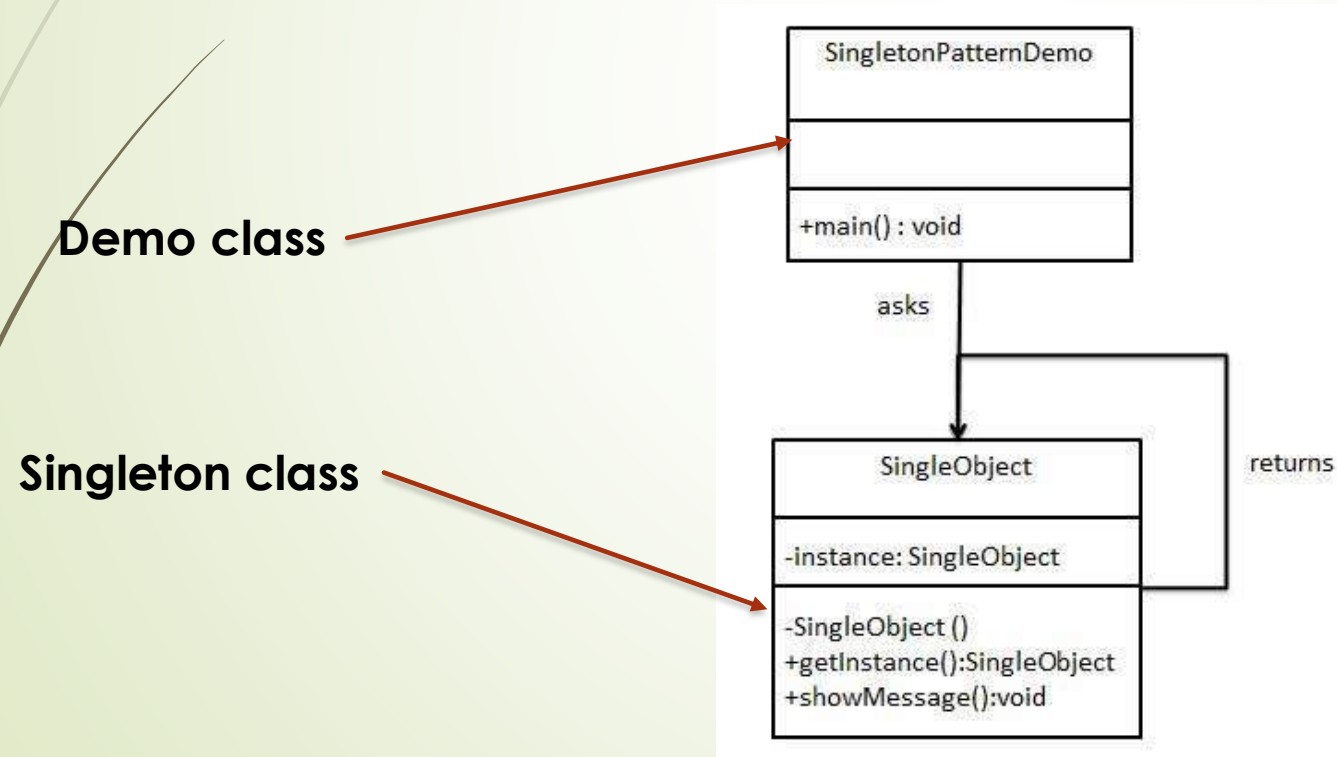 SingletonPatternDemo
+main() : void
Demo class
asks
Singleton class
SingleObject
returns
-instance: SingleObject
-SingleObject ()
+getInstance():SingleObject
+showMessage():void